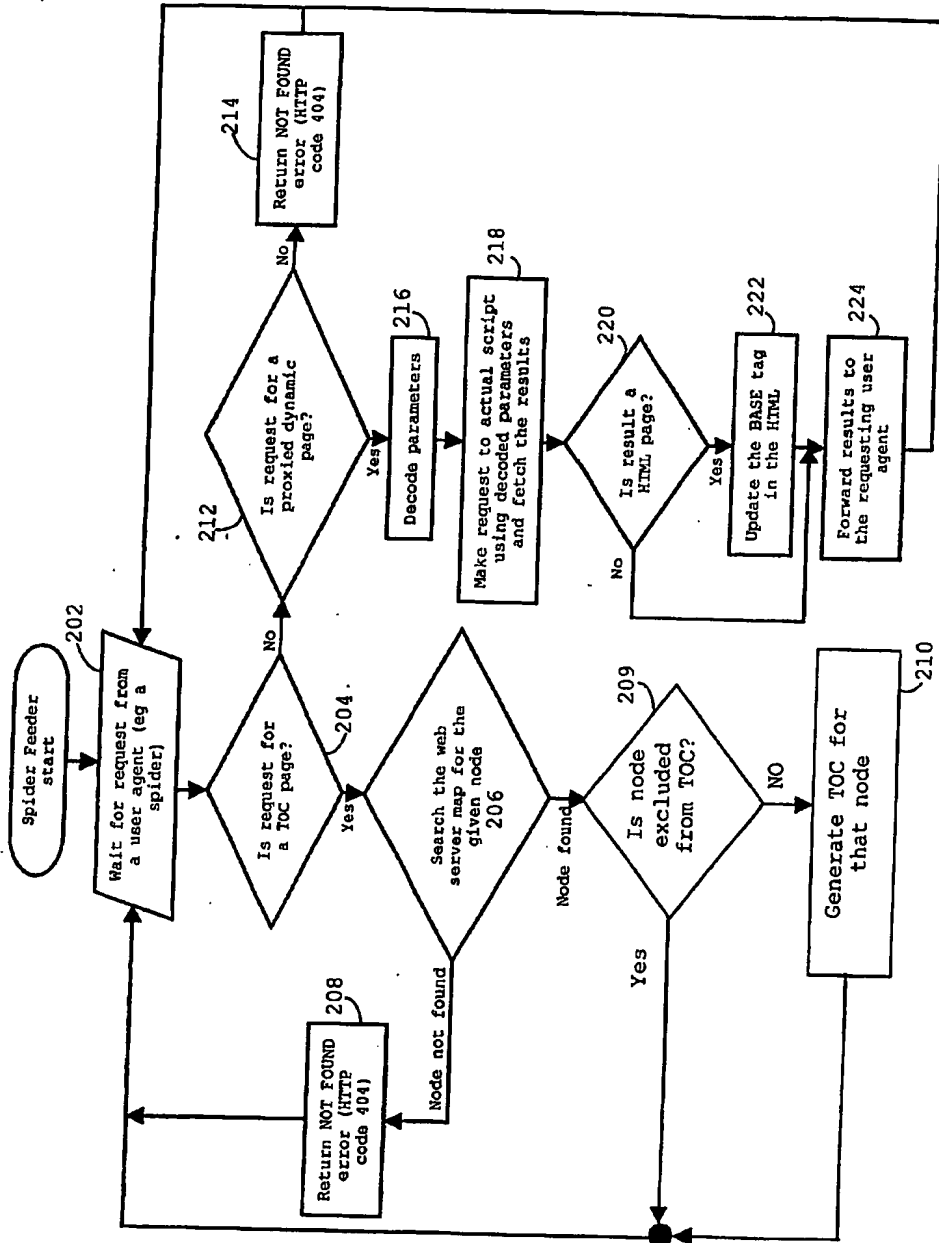 Spider Feeder
start
202
Wait for request from
a user agent (eg a
spider)
204
Is request for
a TOC page?
No
Yes
Search the web
server map for the
given node
206
Node not found
Node found
208
Return NOT FOUND
error (HTTP
code 404)
209
Is node
excluded
from TOC?
Yes
NO
210
Generate TOC for
that node
212
Is request for a
proxied dynamic
page?
No
Yes
214
Return NOT FOUND
error (HTTP
code 404)
216
Decode parameters
218
Make request to actual script
using decoded parameters
and fetch the results
220
Is result a
HTML page?
No
Yes
222
Update the BASE tag
in the HTML
224
Forward results to
the requesting user
agent